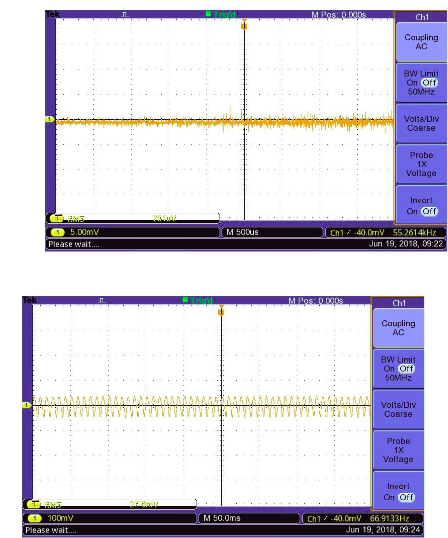 Tek
Trig'd
M Pos: 0.000s
Ch1
Coupling
AC
BW Limit
On Off
50MHz
Volts/Div
Coarse
Probe
1X
Voltage
Invert
On Off
1 RMS
1 5.00mV
M 500us
Ch1 -40.0mV 55.2614kHz
Please wait....
Jun 19, 2018, 09:22
Tek
Trig'd
M Pos: 0.000s
Ch1
Coupling
AC
BW Limit
On Off
50MHz
Volts/Div
Coarse
Probe
1X
Voltage
Invert
On Off
1 RMS
1 100mV
M 50.0ms
Ch1 -40.0mV 66.9133Hz
Please wait....
Jun 19, 2018, 09:24